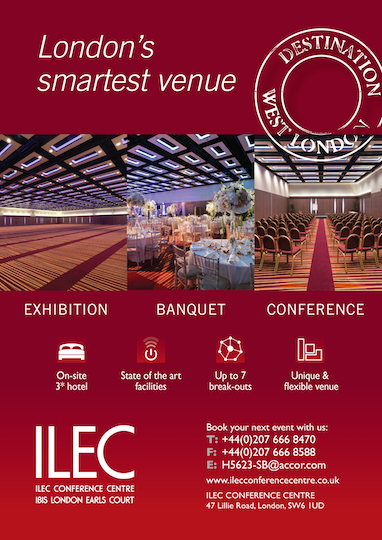 London's
smartest venue
DESTINATION
WEST LONDON
EXHIBITION
BANQUET
CONFERENCE
On-site
3* hotel
State of the art
facilities
Up to 7
break-outs
Unique &
flexible venue
ILEC
ILEC CONFERENCE CENTRE
IBIS LONDON EARLS COURT
Book your next event with us:
T: +44(0)207 666 8470
F: +44(0)207 666 8588
E: H5623-SB@accor.com
www.ilecconferencecentre.co.uk
ILEC CONFERENCE CENTRE
47 Lillie Road, London, SW6 1UD